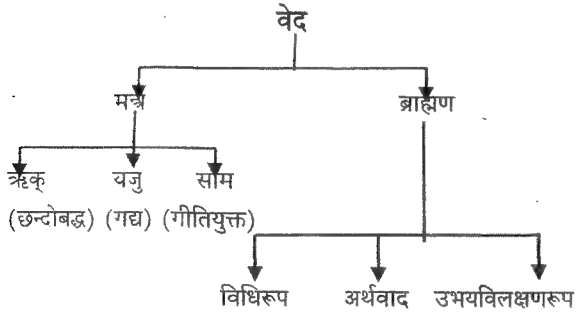 वेद
मन्त्र ब्राह्मण
ऋक् यजु साम
(छन्दोबद्ध) (गद्य) (गीतियुक्त)
विधिरूप अर्थवाद उभयविलक्षणरूप